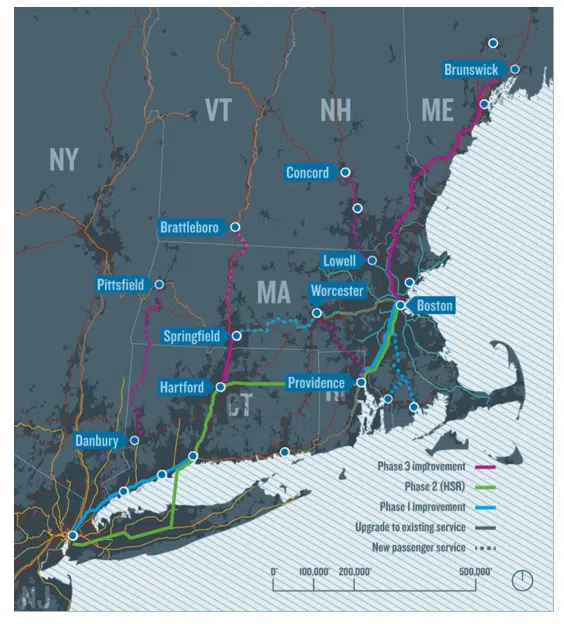 Brunswick
VT
NH
ME
NY
Concord
Brattleboro
Lowell
Pittsfield
MA
Worcester
Boston
Springfield
Hartford
Providence
CT
RI
Danbury
Phase 3 improvement
Phase 2 (HSR)
Phase 1 improvement
Upgrade to existing service
New passenger service
0' 100,000' 200,000' 500,000'
NJ